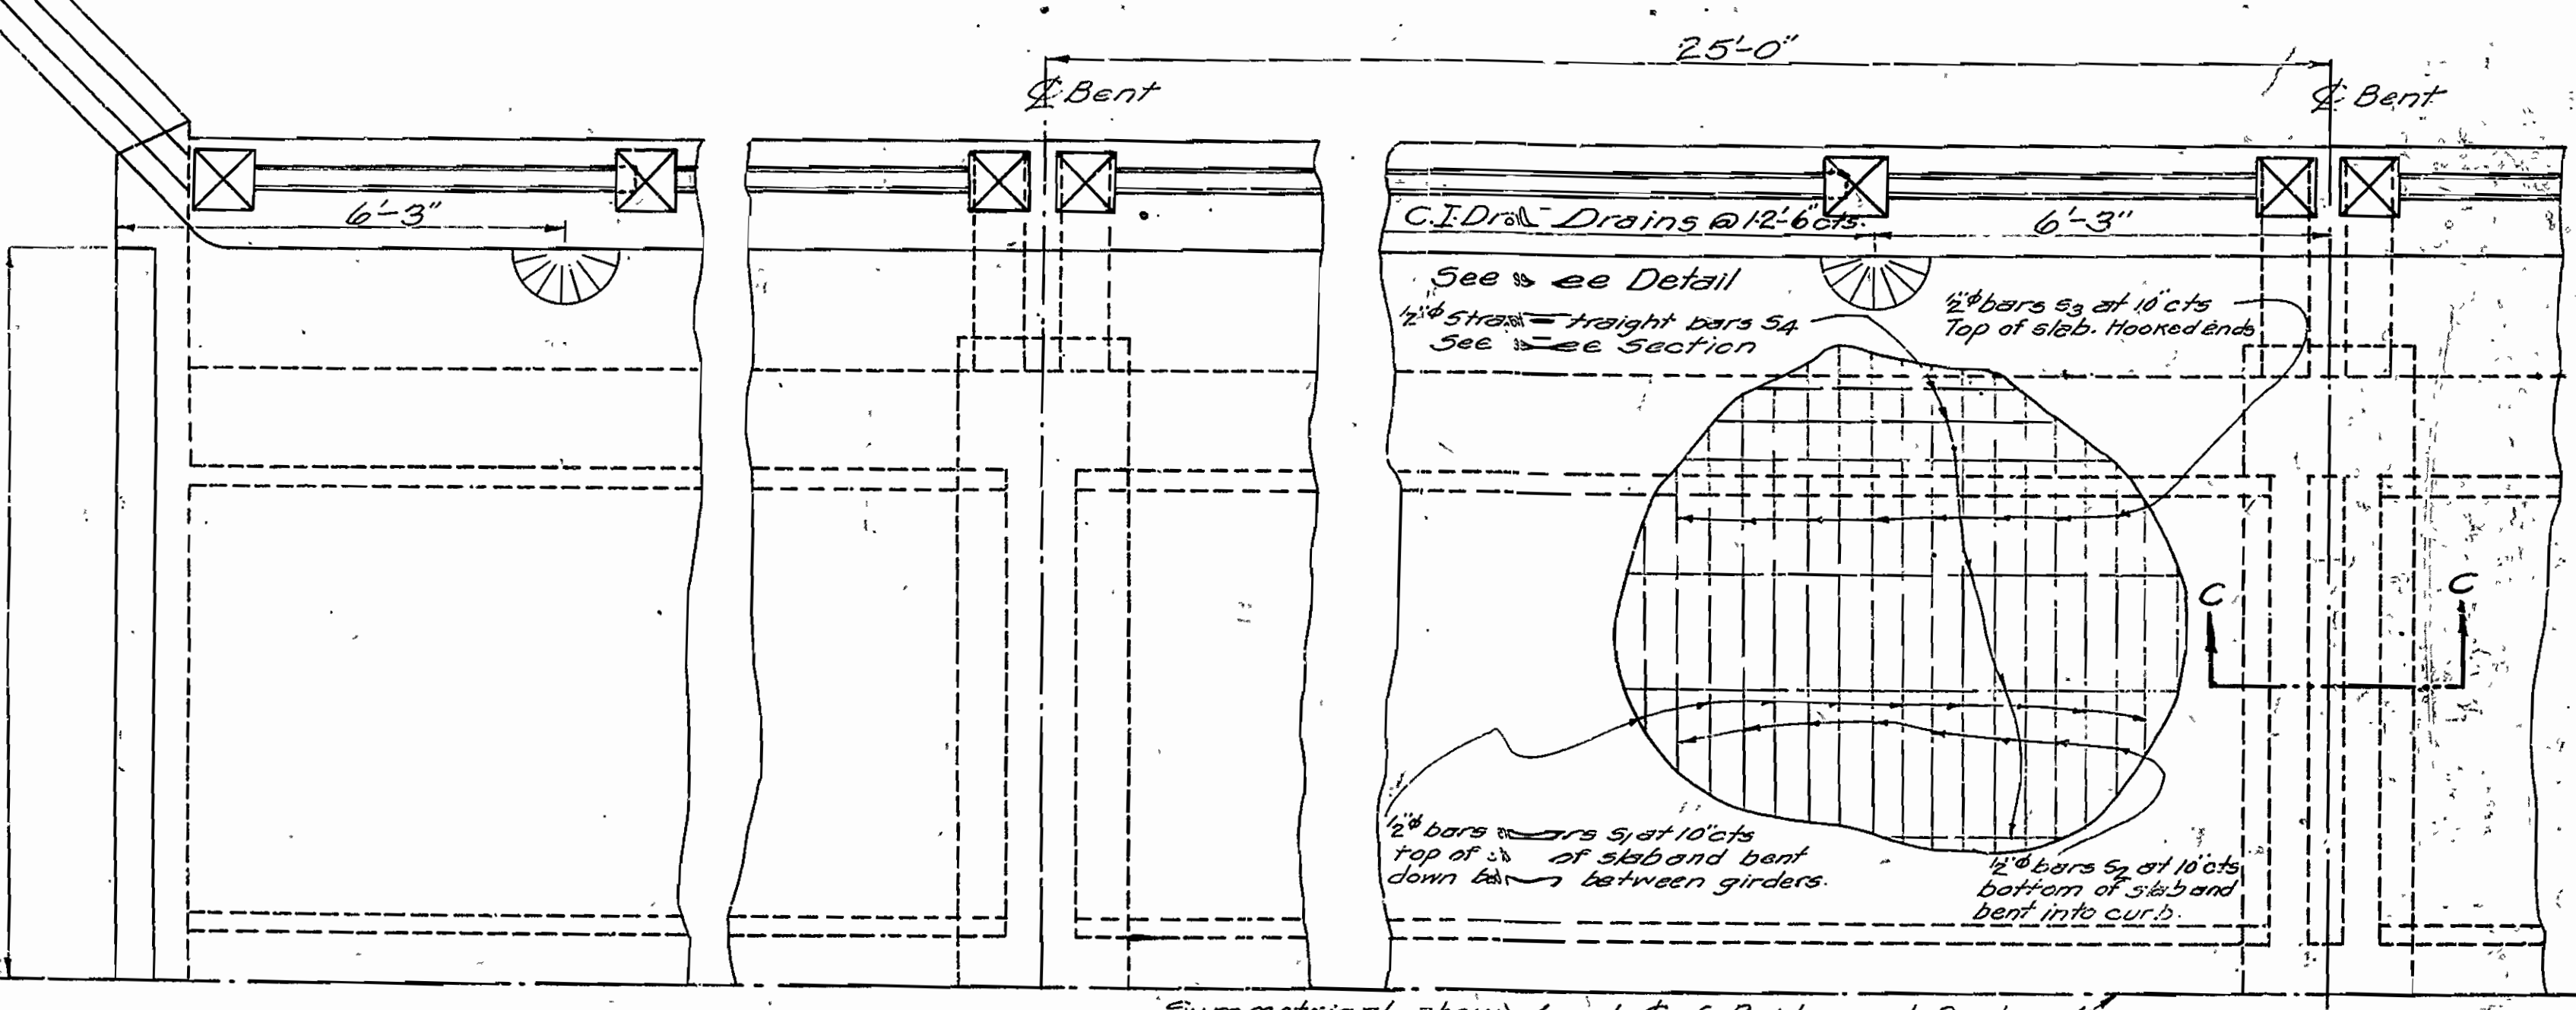 25'-0"
℄ Bent
℄ Bent
6'-3"
C.I. Drains @ 12'-6" cts.
6'-3"
See Detail
½"ϕ straight bars S4
See Section
½"ϕ bars S3 at 10" cts
Top of slab. Hooked ends
C
C
½"ϕ bars S1 at 10" cts
top of slab and bent
down between girders.
½"ϕ bars S2 at 10" cts
bottom of slab and
bent into curb.
Symmetrical about ℄ of